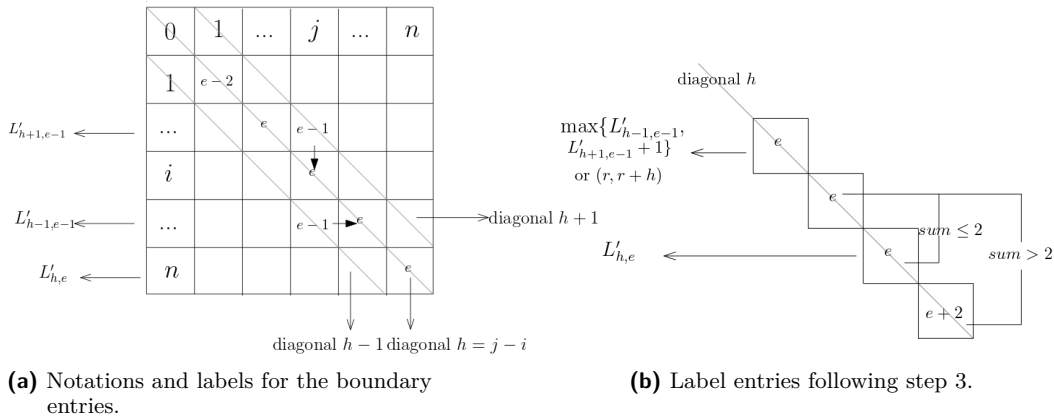 0 1 ... j ... n
1 e − 2
L'_{h+1,e−1} ... e e − 1
i e
L'_{h−1,e−1} ... e − 1 e
diagonal h + 1
L'_{h,e} n e
diagonal h − 1 diagonal h = j − i
(a) Notations and labels for the boundary
entries.
diagonal h
max{L'_{h−1,e−1},
L'_{h+1,e−1} + 1}
or (r, r + h)
e
e
sum ≤ 2
L'_{h,e} e
sum > 2
e + 2
(b) Label entries following step 3.